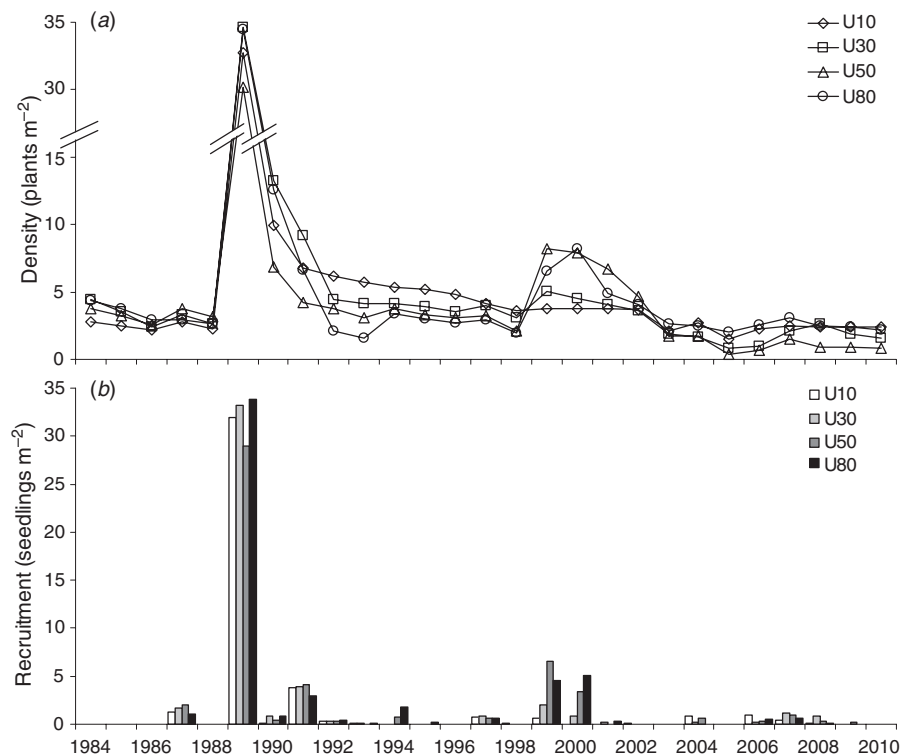 (a)
35
30
15
10
5
0
Density (plants m−2)
U10
U30
U50
U80
(b)
35
30
25
20
15
10
5
0
Recruitment (seedlings m−2)
U10
U30
U50
U80
1984 1986 1988 1990 1992 1994 1996 1998 2000 2002 2004 2006 2008 2010